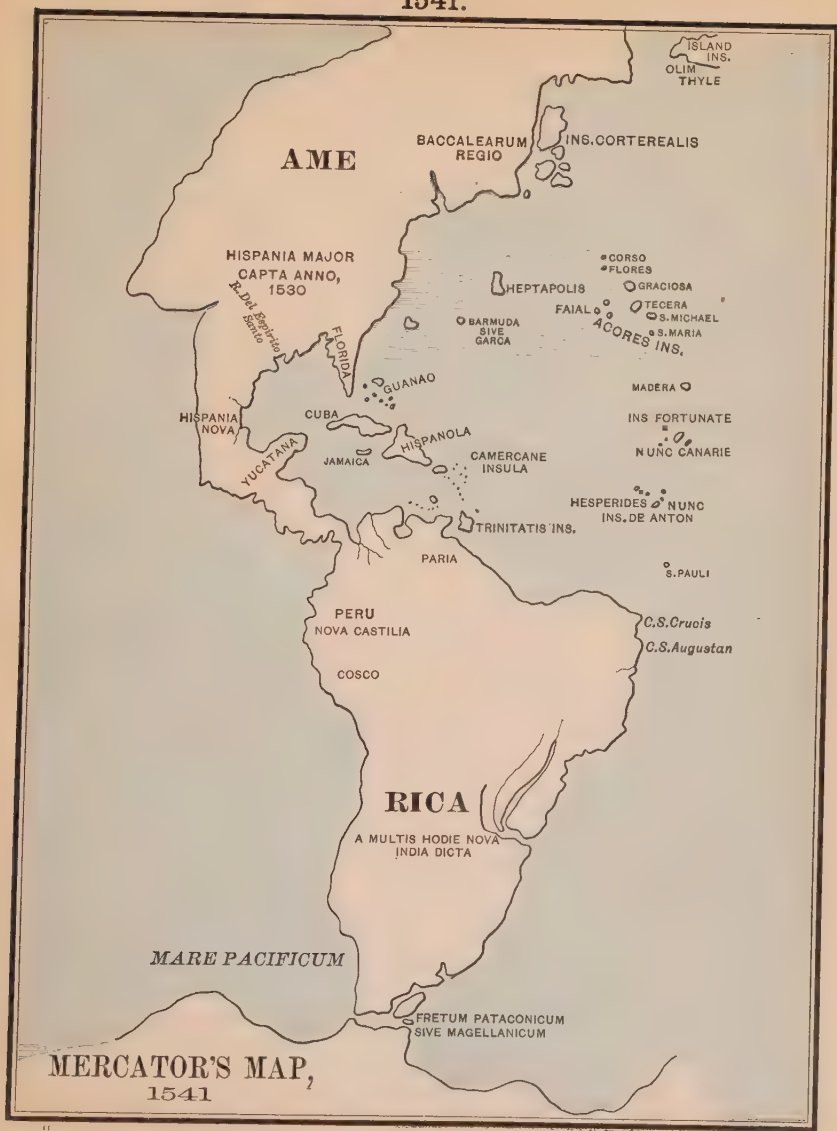 1541.
ISLAND
INS.
OLIM
THYLE
AME
BACCALEARUM
REGIO
INS. CORTEREALIS
HISPANIA MAJOR
CAPTA ANNO,
1530
R. Del Espirito
Santo
FLORIDA
HEPTAPOLIS
CORSO
FLORES
GRACIOSA
FAIAL
TECERA
S. MICHAEL
S. MARIA
ACORES INS.
BARMUDA
SIVE
GARCA
GUANAO
MADERA
HISPANIA
NOVA
CUBA
HISPANOLA
JAMAICA
YUCATANA
CAMERCANE
INSULA
INS FORTUNATE
NUNC CANARIE
HESPERIDES NUNC
INS. DE ANTON
TRINITATIS INS.
PARIA
S. PAULI
PERU
NOVA CASTILIA
C.S. Crucis
C.S. Augustan
COSCO
RICA
A MULTIS HODIE NOVA
INDIA DICTA
MARE PACIFICUM
FRETUM PATACONICUM
SIVE MAGELLANICUM
MERCATOR'S MAP,
1541